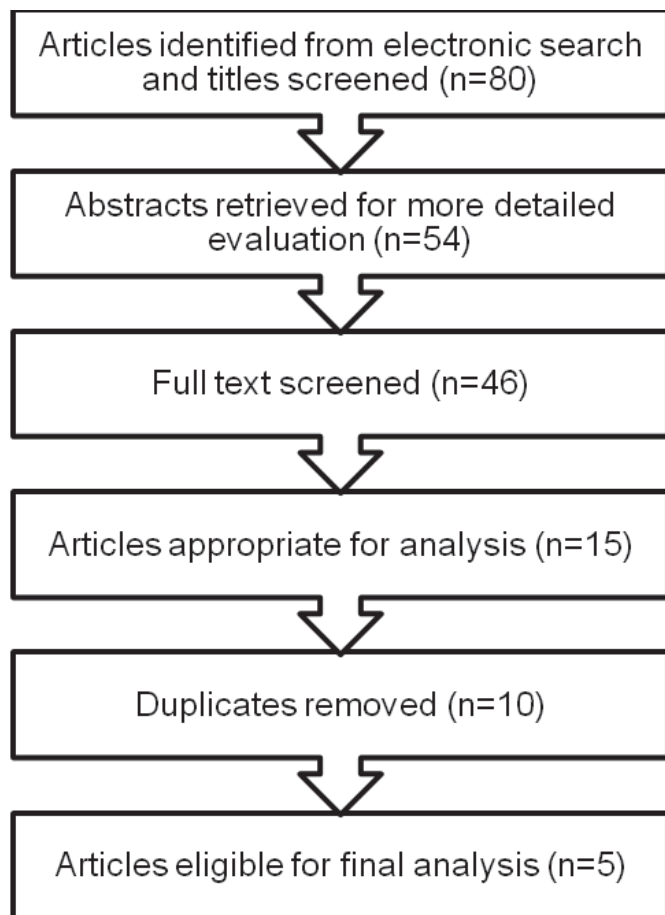 Articles identified from electronic search
and titles screened (n=80)
Abstracts retrieved for more detailed
evaluation (n=54)
Full text screened (n=46)
Articles appropriate for analysis (n=15)
Duplicates removed (n=10)
Articles eligible for final analysis (n=5)